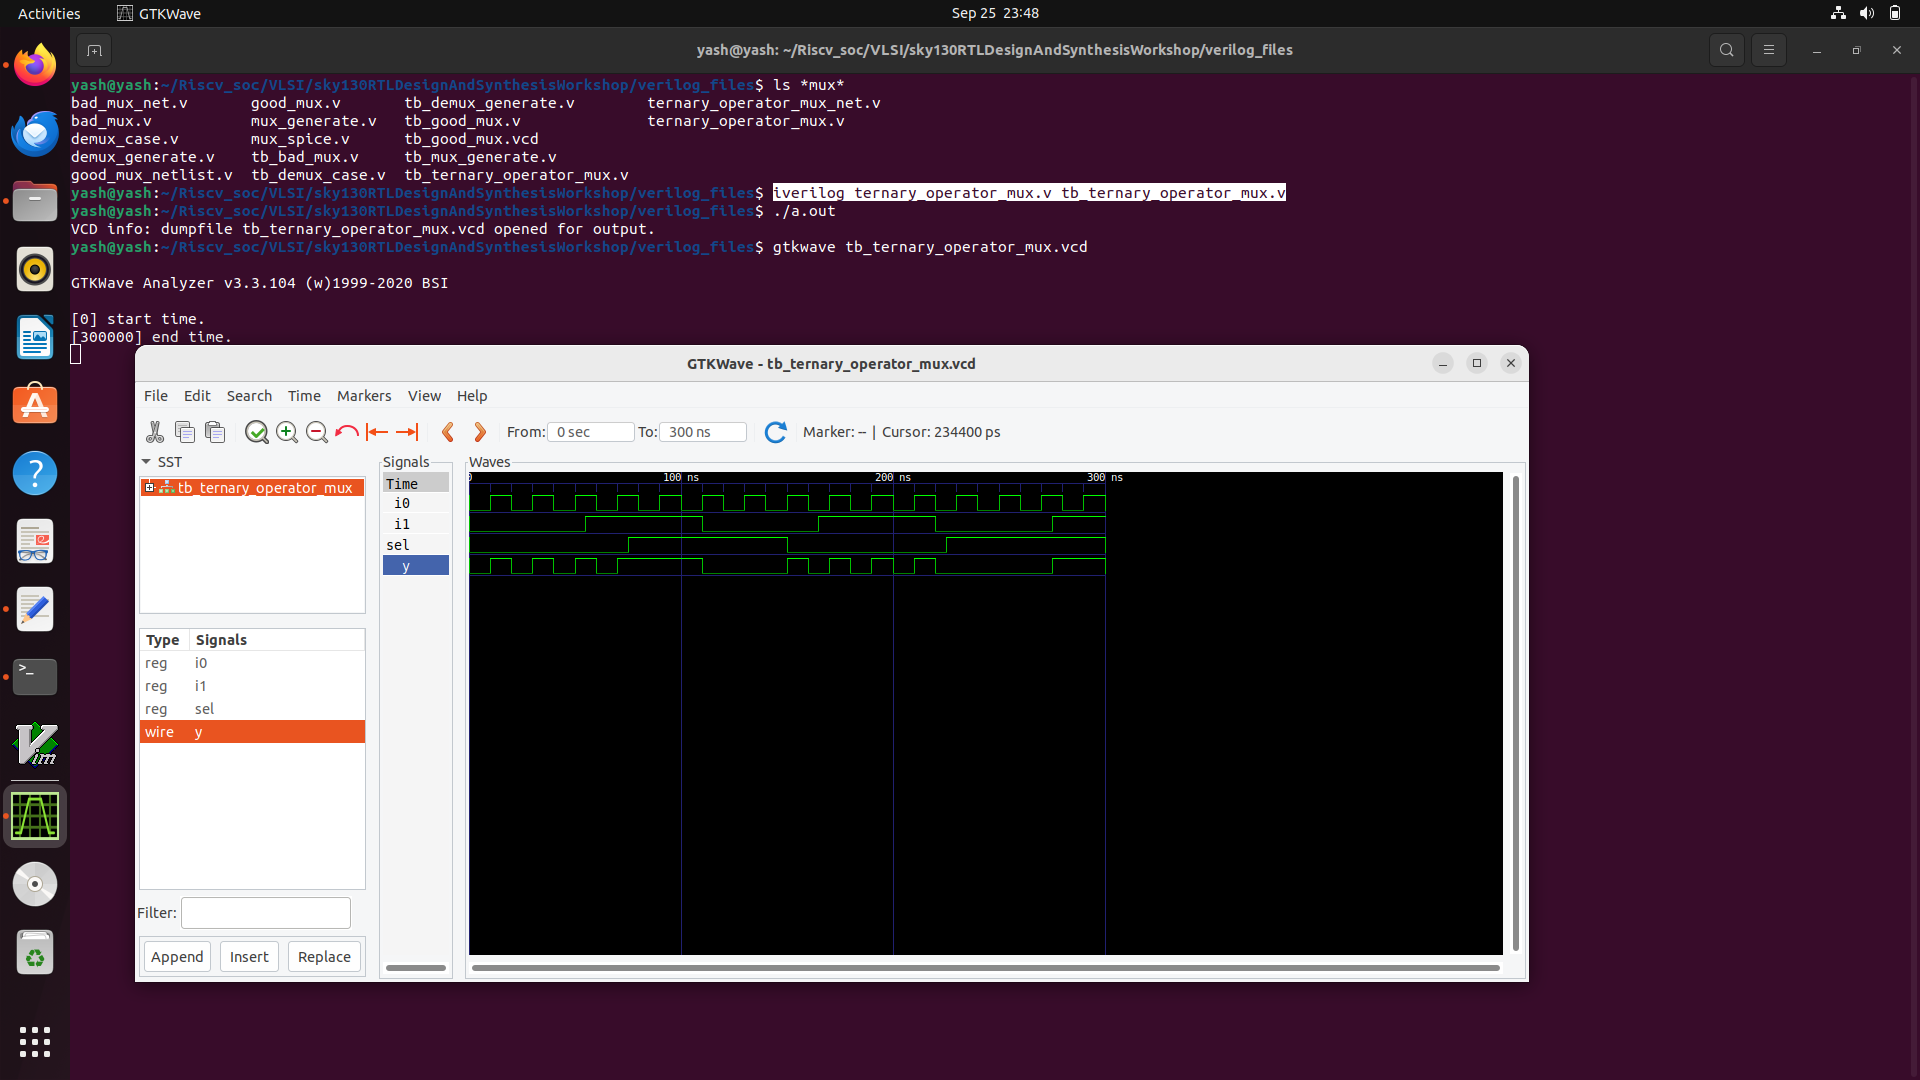 Activities GTKWave Sep 25 23:48
yash@yash: ~/Riscv_soc/VLSI/sky130RTLDesignAndSynthesisWorkshop/verilog_files
yash@yash:~/Riscv_soc/VLSI/sky130RTLDesignAndSynthesisWorkshop/verilog_files$ ls *mux*
bad_mux_net.v good_mux.v tb_demux_generate.v ternary_operator_mux_net.v
bad_mux.v mux_generate.v tb_good_mux.v ternary_operator_mux.v
demux_case.v mux_spice.v tb_good_mux.vcd
demux_generate.v tb_bad_mux.v tb_mux_generate.v
good_mux_netlist.v tb_demux_case.v tb_ternary_operator_mux.v
yash@yash:~/Riscv_soc/VLSI/sky130RTLDesignAndSynthesisWorkshop/verilog_files$ iverilog ternary_operator_mux.v tb_ternary_operator_mux.v
yash@yash:~/Riscv_soc/VLSI/sky130RTLDesignAndSynthesisWorkshop/verilog_files$ ./a.out
VCD info: dumpfile tb_ternary_operator_mux.vcd opened for output.
yash@yash:~/Riscv_soc/VLSI/sky130RTLDesignAndSynthesisWorkshop/verilog_files$ gtkwave tb_ternary_operator_mux.vcd
GTKWave Analyzer v3.3.104 (w)1999-2020 BSI
[0] start time.
[300000] end time.
GTKWave - tb_ternary_operator_mux.vcd
File Edit Search Time Markers View Help
From: 0 sec To: 300 ns Marker: -- | Cursor: 234400 ps
SST
tb_ternary_operator_mux
Type Signals
reg i0
reg i1
reg sel
wire y
Filter:
Append Insert Replace
Signals
Time
i0
i1
sel
y
Waves
0 100 ns 200 ns 300 ns